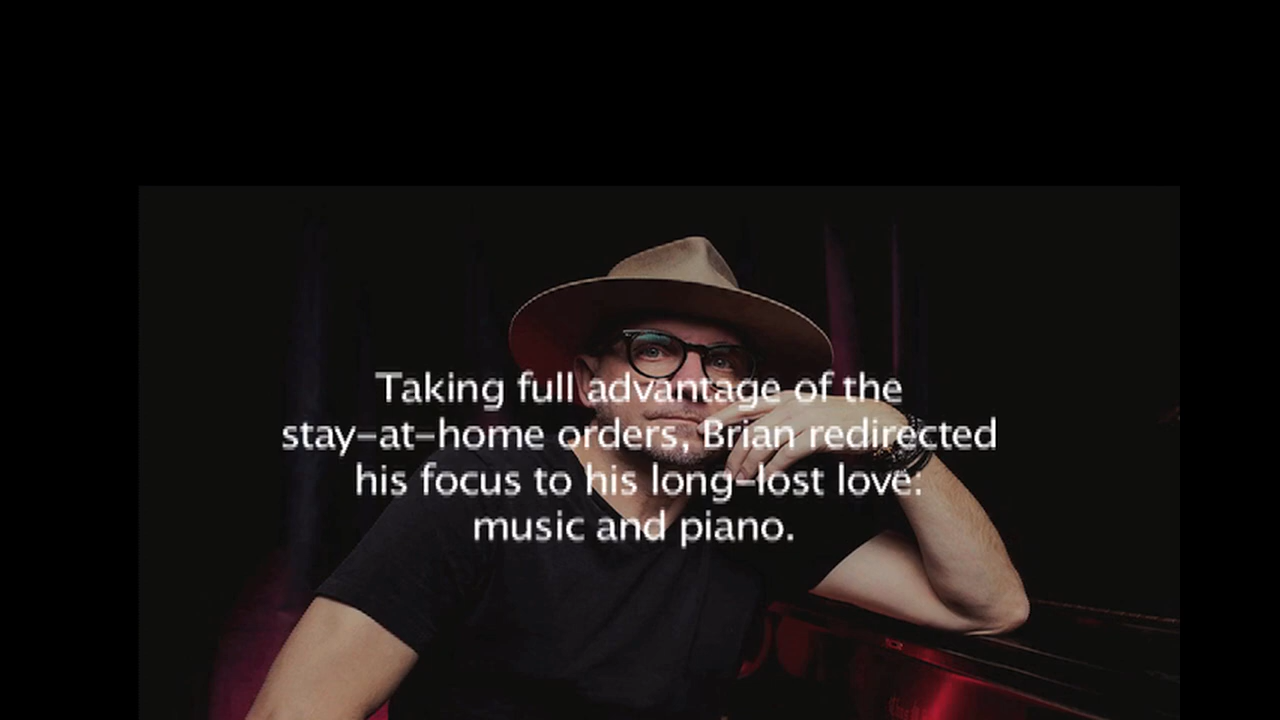 Taking full advantage of the
stay-at-home orders, Brian redirected
his focus to his long-lost love:
music and piano.